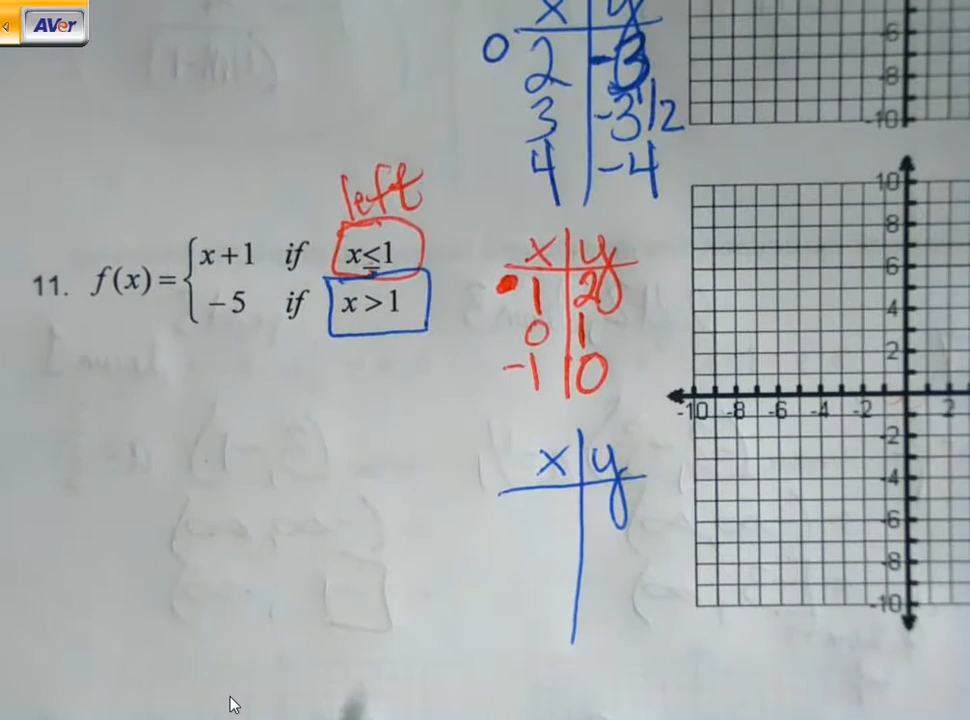 AVer
x y
0 2 -3
3 -3 1/2
4 -4
left
11. f(x) = { x + 1 if x ≤ 1
-5 if x > 1
x y
1 2
0 1
-1 0
x y
-6
-8
-10
10
8
6
4
2
-10 -8 -6 -4 -2 2
-2
-4
-6
-8
-10